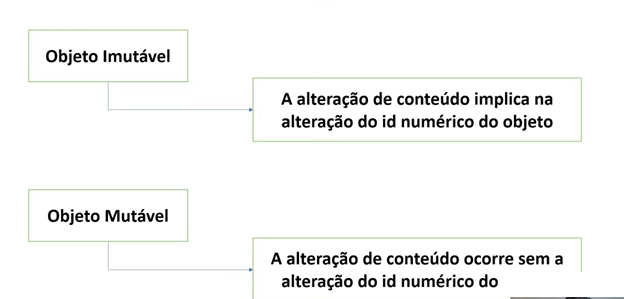 Objeto Imutável
A alteração de conteúdo implica na
alteração do id numérico do objeto
Objeto Mutável
A alteração de conteúdo ocorre sem a
alteração do id numérico do